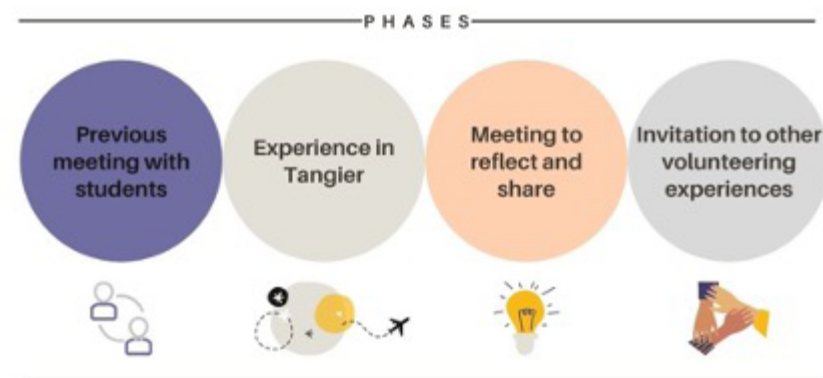 PHASES
Previous
meeting with
students
Experience in
Tangier
Meeting to
reflect and
share
Invitation to other
volunteering
experiences